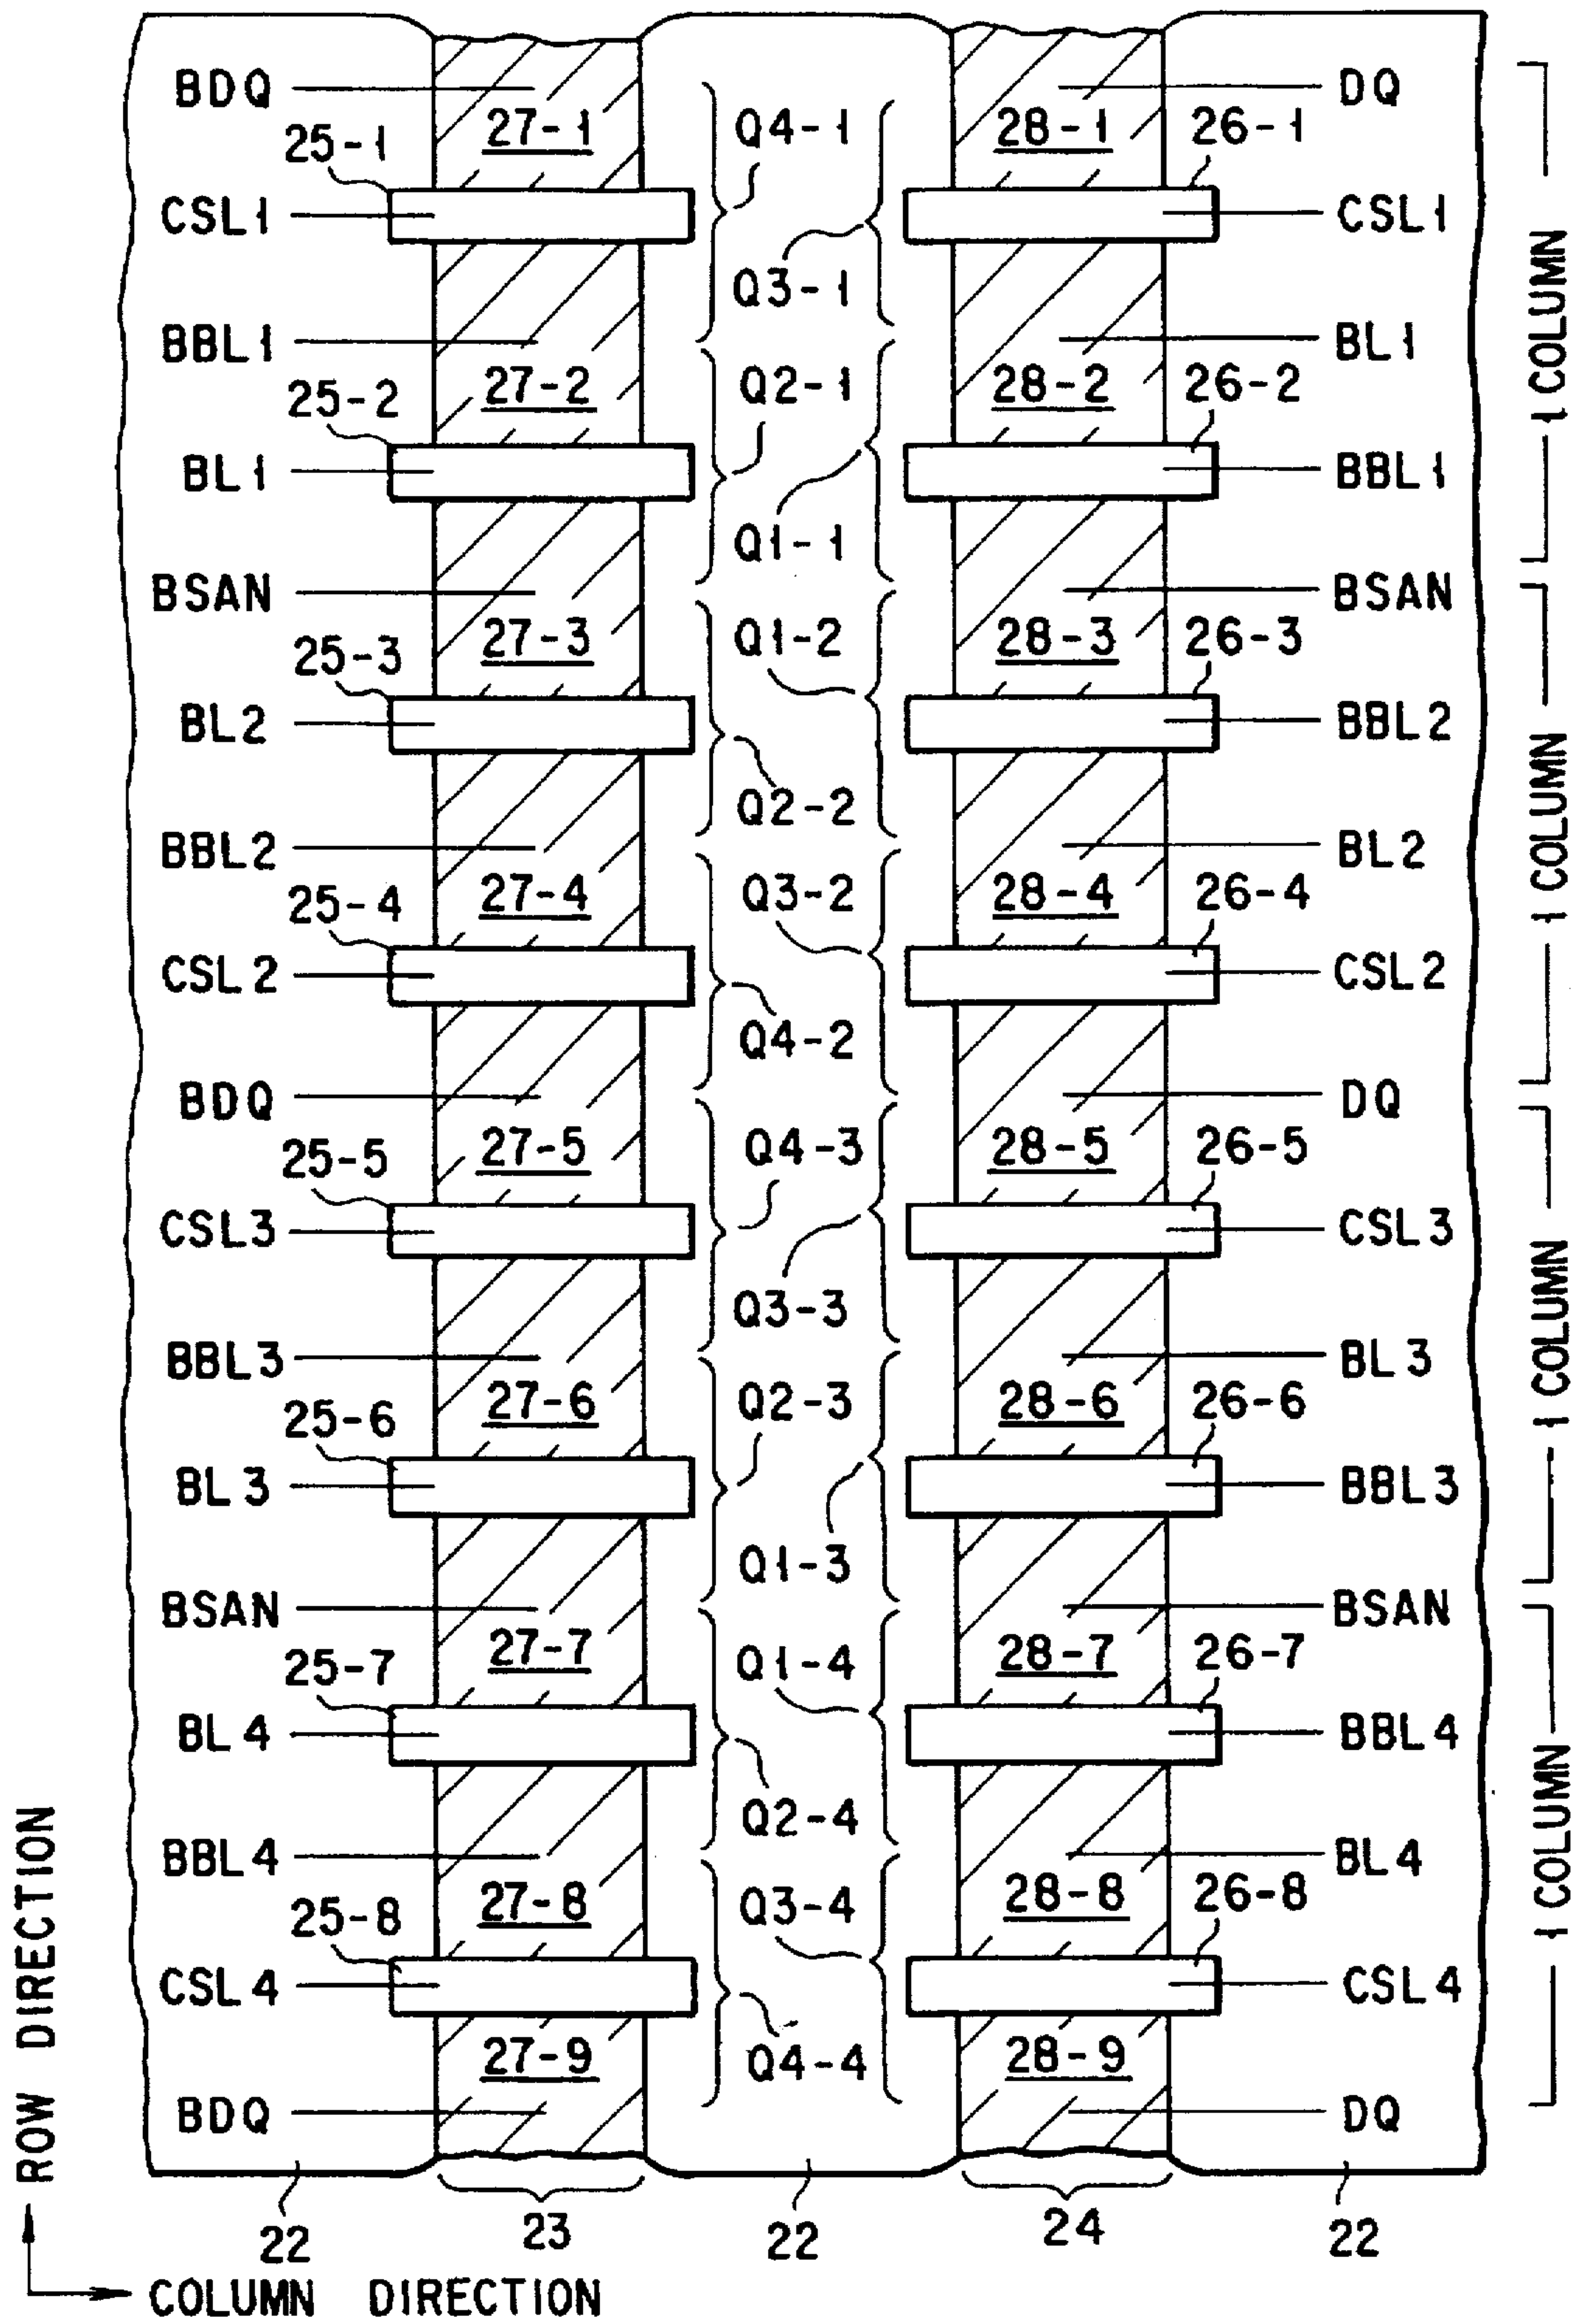 BDQ
27-1
Q4-1
28-1
DQ
25-1
26-1
CSL1
CSL1
Q3-1
BBL1
BL1
27-2
Q2-1
28-2
25-2
26-2
BL1
BBL1
Q1-1
1 COLUMN
BSAN
BSAN
27-3
Q1-2
28-3
25-3
26-3
BL2
BBL2
Q2-2
BBL2
BL2
27-4
Q3-2
28-4
25-4
26-4
CSL2
CSL2
Q4-2
1 COLUMN
BDQ
DQ
27-5
Q4-3
28-5
25-5
26-5
CSL3
CSL3
Q3-3
BBL3
BL3
27-6
Q2-3
28-6
25-6
26-6
BL3
BBL3
Q1-3
1 COLUMN
BSAN
BSAN
27-7
Q1-4
28-7
25-7
26-7
BL4
BBL4
Q2-4
BBL4
BL4
27-8
Q3-4
28-8
25-8
26-8
CSL4
CSL4
Q4-4
1 COLUMN
27-9
28-9
BDQ
DQ
22
23
22
24
22
ROW DIRECTION
COLUMN DIRECTION